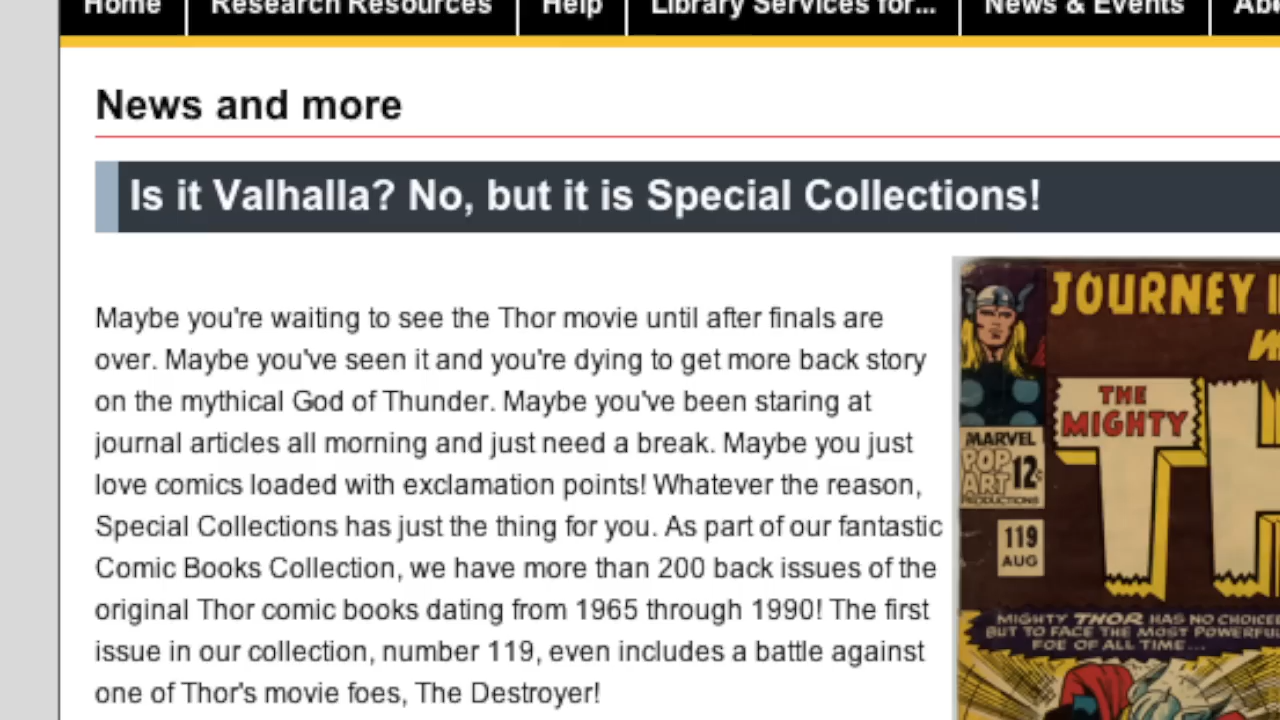 Home Research Resources Help Library Services for... News & Events
News and more
Is it Valhalla? No, but it is Special Collections!
Maybe you're waiting to see the Thor movie until after finals are
over. Maybe you've seen it and you're dying to get more back story
on the mythical God of Thunder. Maybe you've been staring at
journal articles all morning and just need a break. Maybe you just
love comics loaded with exclamation points! Whatever the reason,
Special Collections has just the thing for you. As part of our fantastic
Comic Books Collection, we have more than 200 back issues of the
original Thor comic books dating from 1965 through 1990! The first
issue in our collection, number 119, even includes a battle against
one of Thor's movie foes, The Destroyer!
JOURNEY
THE
MIGHTY
TH
MARVEL
POP
ART 12¢
PRODUCTIONS
119
AUG
MIGHTY THOR HAS NO CHOICE
BUT TO FACE THE MOST POWERFU
FOE OF ALL TIME...